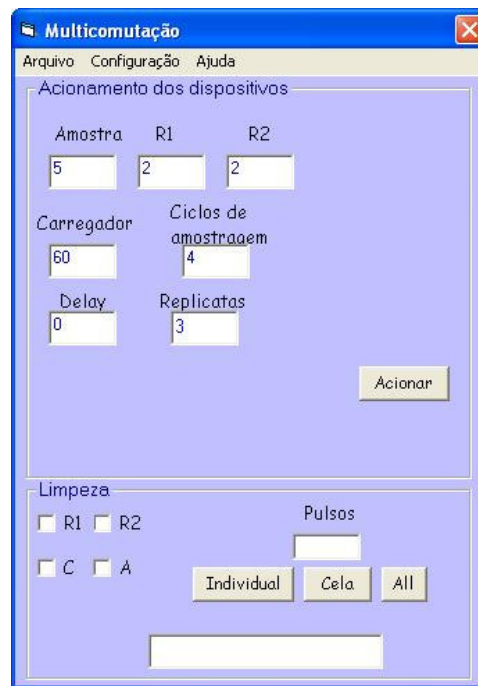 Multicomutação
Arquivo Configuração Ajuda
Acionamento dos dispositivos
Amostra R1 R2
5 2 2
Carregador Ciclos de
amostragem
60 4
Delay Replicatas
0 3
Acionar
Limpeza
R1 R2 Pulsos
C A
Individual Cela All